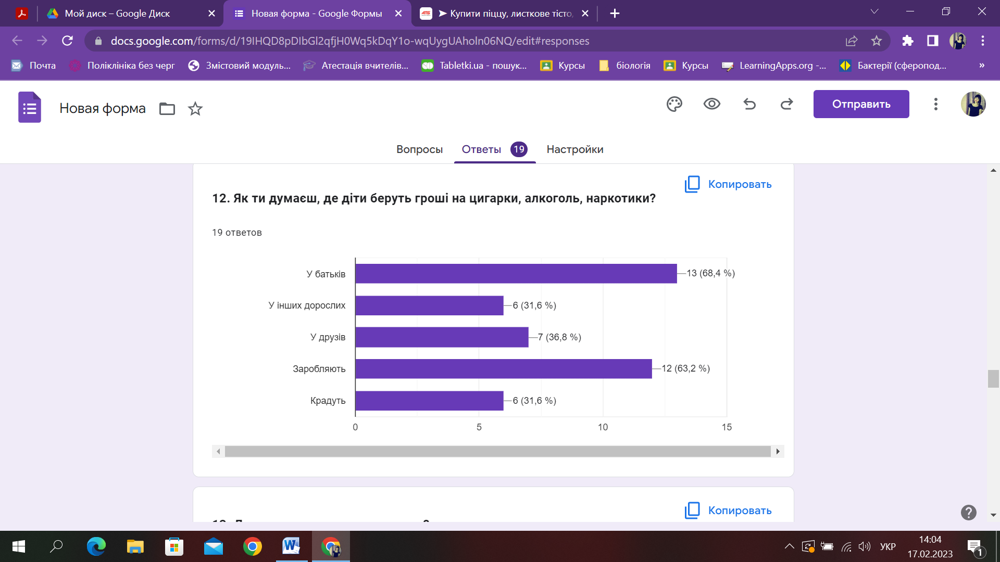 Мой диск – Google Диск
Новая форма - Google Формы
➤ Купити піццу, листкове тісто,
docs.google.com/forms/d/19IHQD8pDIbGl2qfjH0Wq5kDqY1o-wqUygUAholn06NQ/edit#responses
Почта
Поліклініка без черг
Змістовий модуль...
Атестація вчителів...
Tabletki.ua - пошук...
Курсы
біологія
Курсы
LearningApps.org -...
Бактерії (сферопод...
»
Новая форма
Отправить
Вопросы
Ответы 19
Настройки
Копировать
12. Як ти думаєш, де діти беруть гроші на цигарки, алкоголь, наркотики?
19 ответов
У батьків 13 (68,4 %)
У інших дорослих 6 (31,6 %)
У друзів 7 (36,8 %)
Заробляють 12 (63,2 %)
Крадуть 6 (31,6 %)
0 5 10 15
Копировать
УКР
14:04
17.02.2023
1